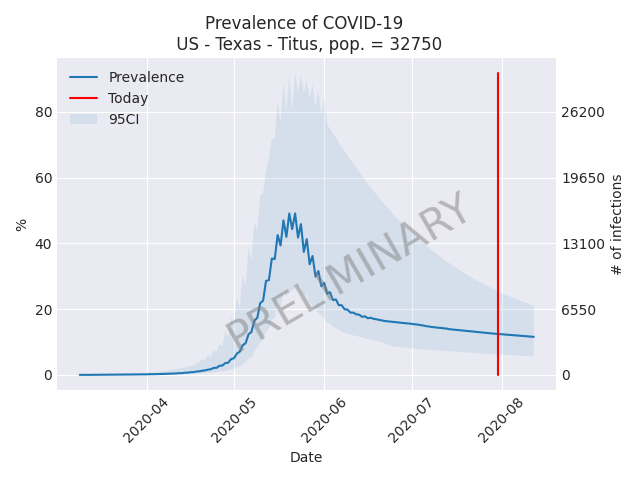 Prevalence of COVID-19
US - Texas - Titus, pop. = 32750
Prevalence
Today
95CI
80
60
40
20
0
%
26200
19650
13100
6550
0
# of infections
PRELIMINARY
2020-04
2020-05
2020-06
2020-07
2020-08
Date